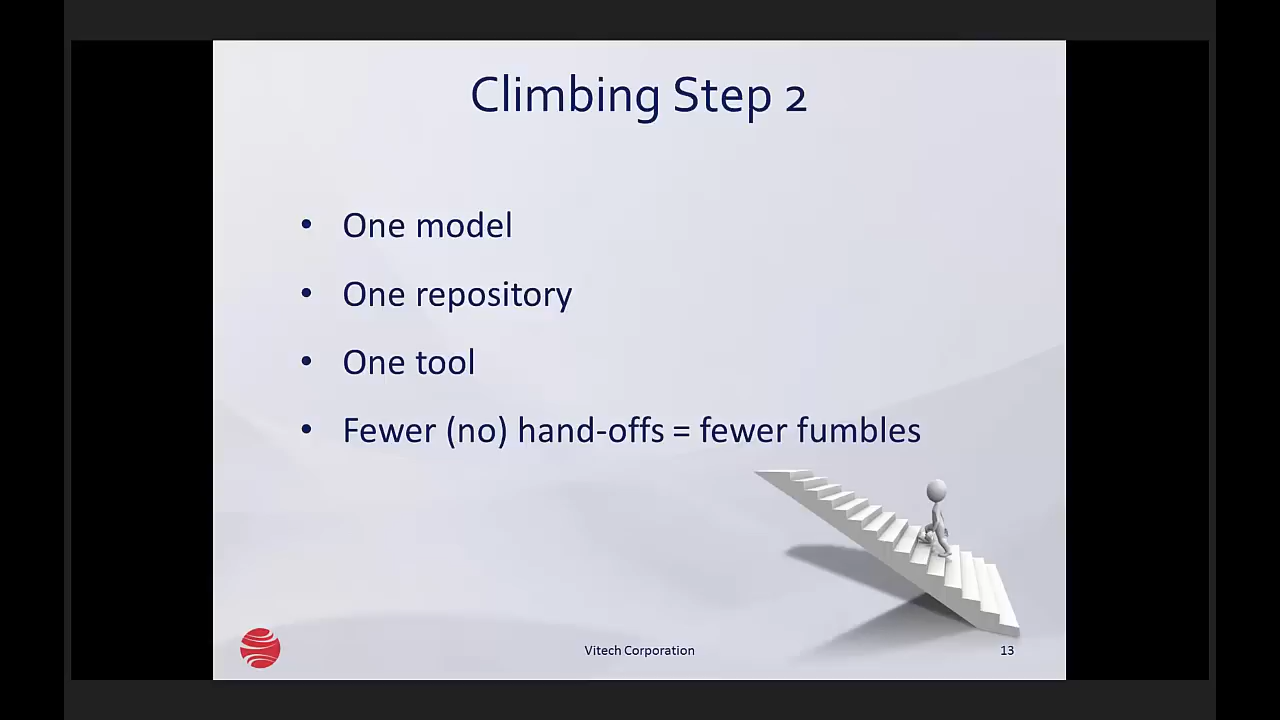 Climbing Step 2
• One model
• One repository
• One tool
• Fewer (no) hand-offs = fewer fumbles
Vitech Corporation
13